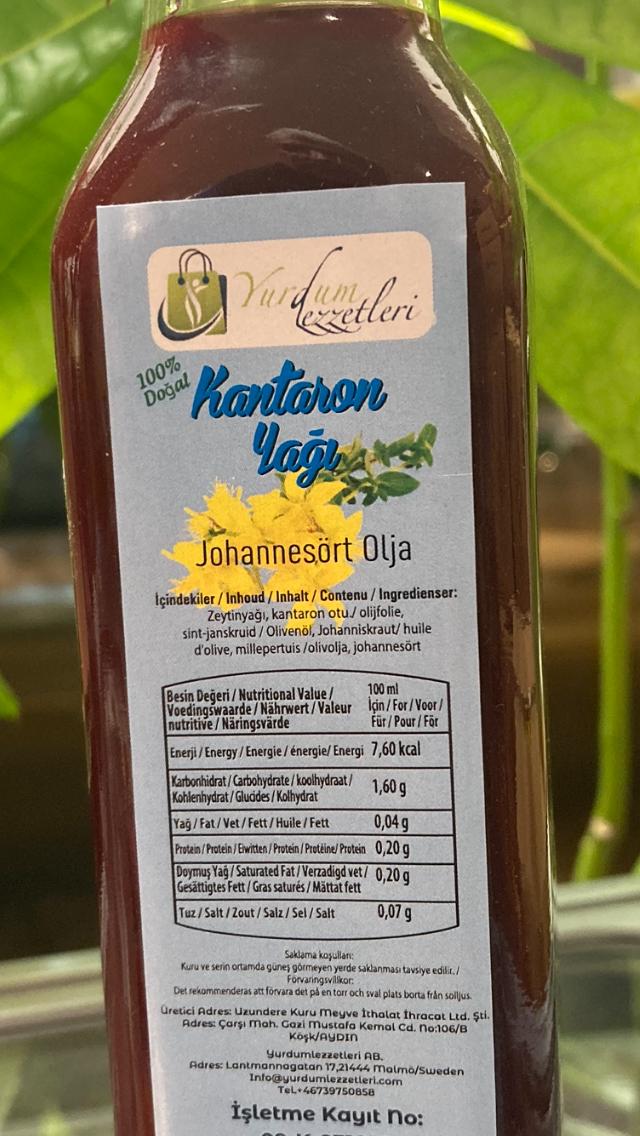 Yurdum
Lezzetleri
100%
Doğal
Kantaron
Yağı
Johannesört Olja
İçindekiler / Inhoud / Inhalt / Contenu / Ingredienser:
Zeytinyağı, kantaron otu./ olijfolie,
sint-janskruid / Olivenöl, Johanniskraut/ huile
d'olive, millepertuis /olivolja, johannesört
Besin Değeri / Nutritional Value /
Voedingswaarde / Nährwert / Valeur
nutritive / Näringsvärde
100 ml
İçin / For / Voor /
Für / Pour / För
Enerji / Energy / Energie / énergie/ Energi 7,60 kcal
Karbonhidrat / Carbohydrate / koolhydraat /
Kohlenhydrat / Glucides / Kolhydrat
1,60 g
Yağ / Fat / Vet / Fett / Huile / Fett 0,04 g
Protein / Protein / Eiwitten / Protein / Protéine/ Protein 0,20 g
Doymuş Yağ / Saturated Fat / Verzadigd vet /
Gesättigtes Fett / Gras saturés / Mättat fett
0,20 g
Tuz / Salt / Zout / Salz / Sel / Salt 0,07 g
Saklama koşulları:
Kuru ve serin ortamda güneş görmeyen yerde saklanması tavsiye edilir. /
Förvaringsvillkor:
Det rekommenderas att förvara det på en torr och sval plats borta från solljus.
Üretici Adres: Uzundere Kuru Meyve İthalat İhracat Ltd. Şti.
Adres: Çarşı Mah. Gazi Mustafa Kemal Cd. No:106/B
Köşk/AYDIN
Yurdumlezzetleri AB.
Adres: Lantmannagatan 17,21444 Malmö/Sweden
Info@yurdumlezzetleri.com
Tel.+46739750858
İşletme Kayıt No: